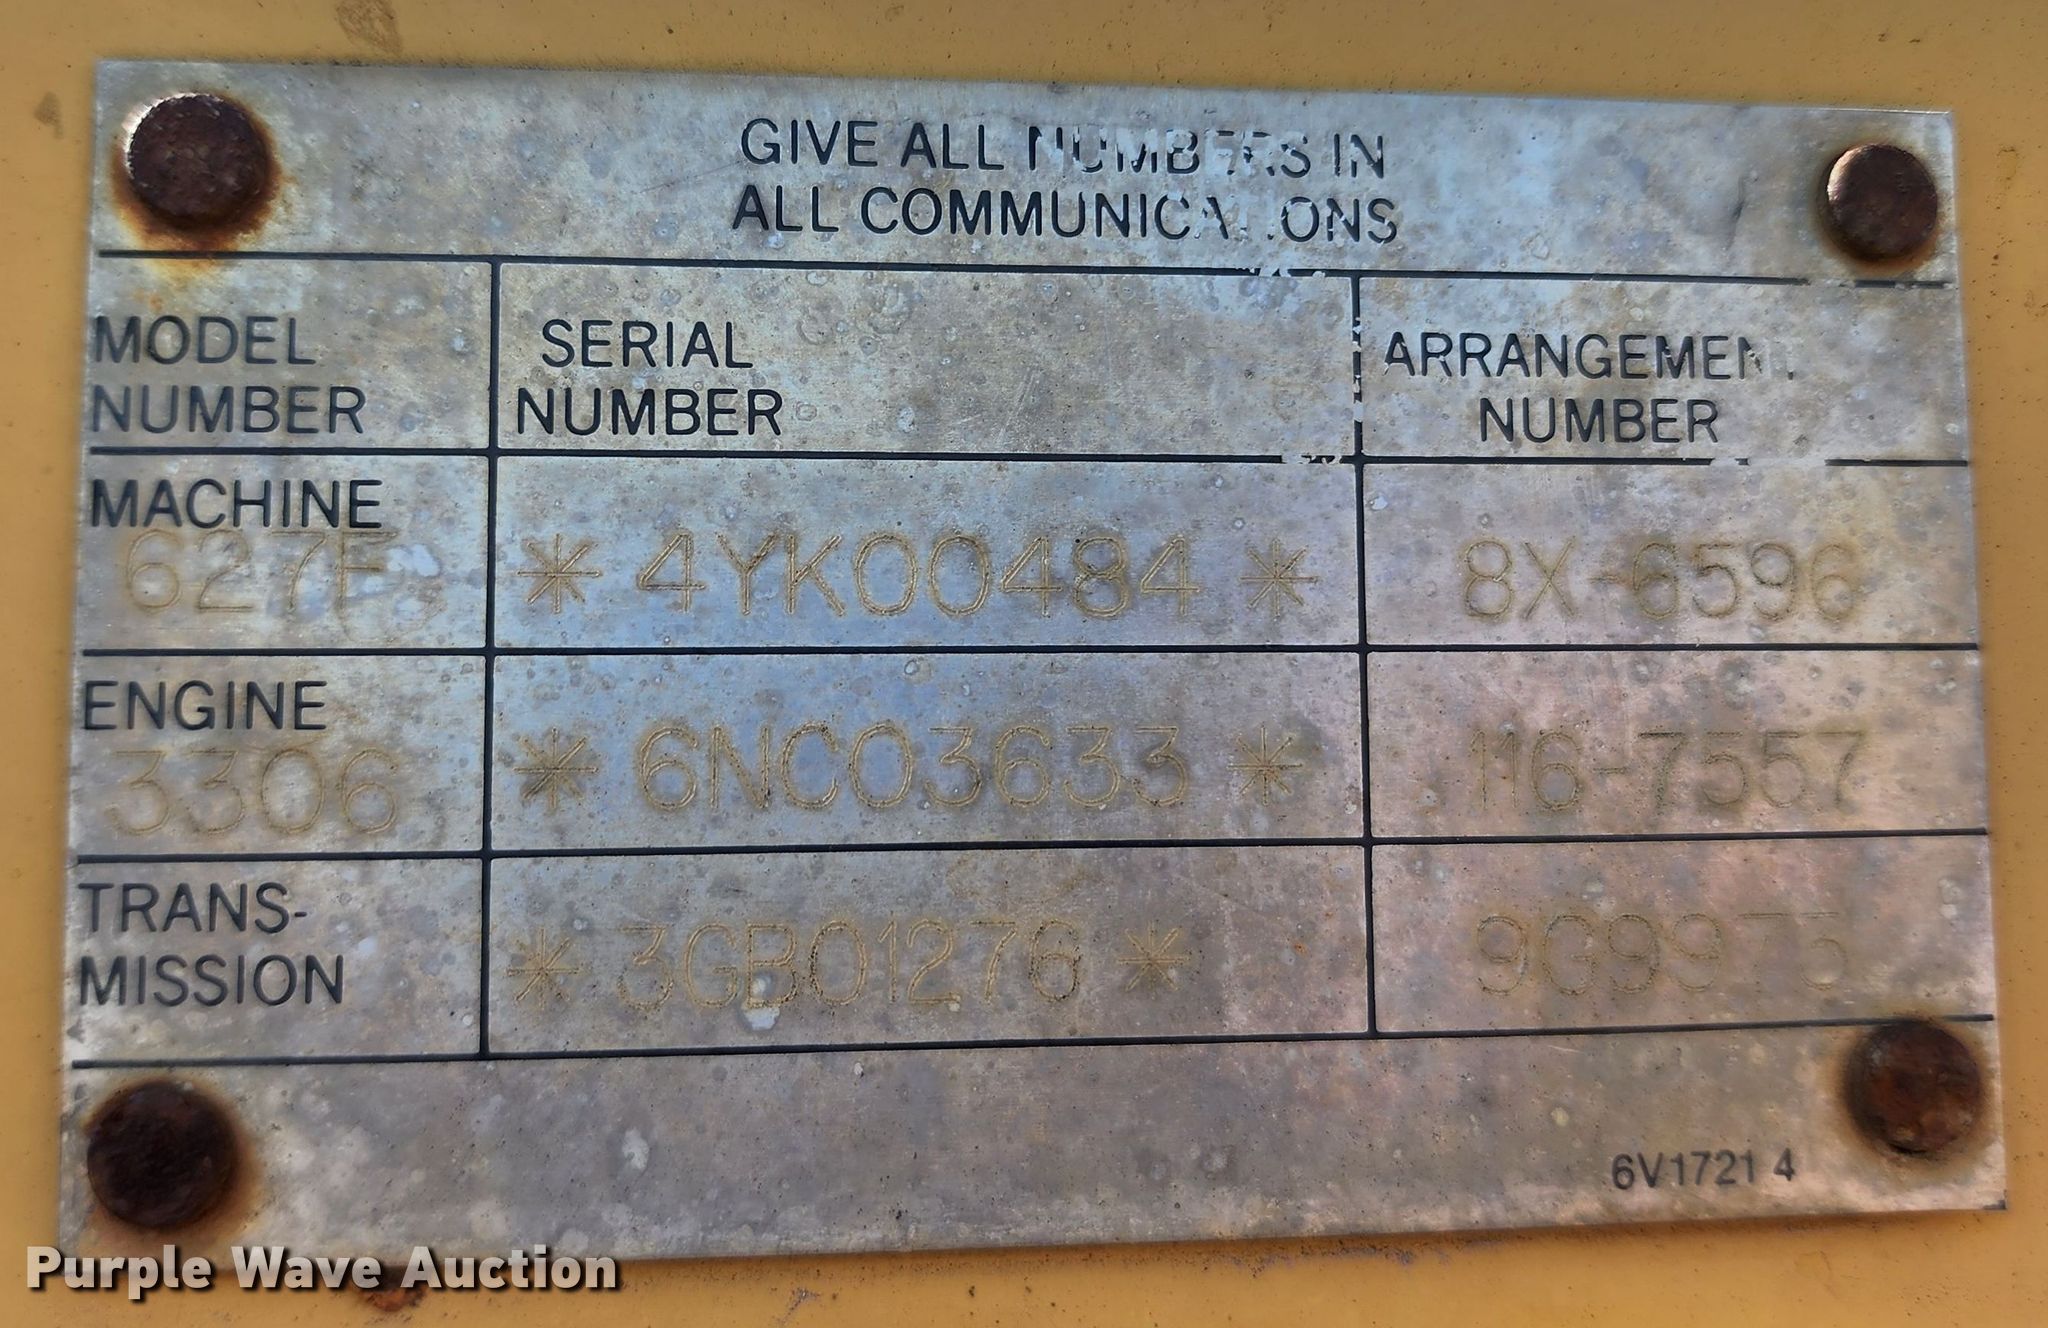 GIVE ALL NUMBERS IN
ALL COMMUNICATIONS
MODEL
NUMBER
SERIAL
NUMBER
ARRANGEMENT
NUMBER
MACHINE
627F
* 4YK00484 *
8X-6596
ENGINE
3306
* 6NC03633 *
116-7557
TRANS-
MISSION
* 3GB01276 *
9G9975
6V1721 4
Purple Wave Auction